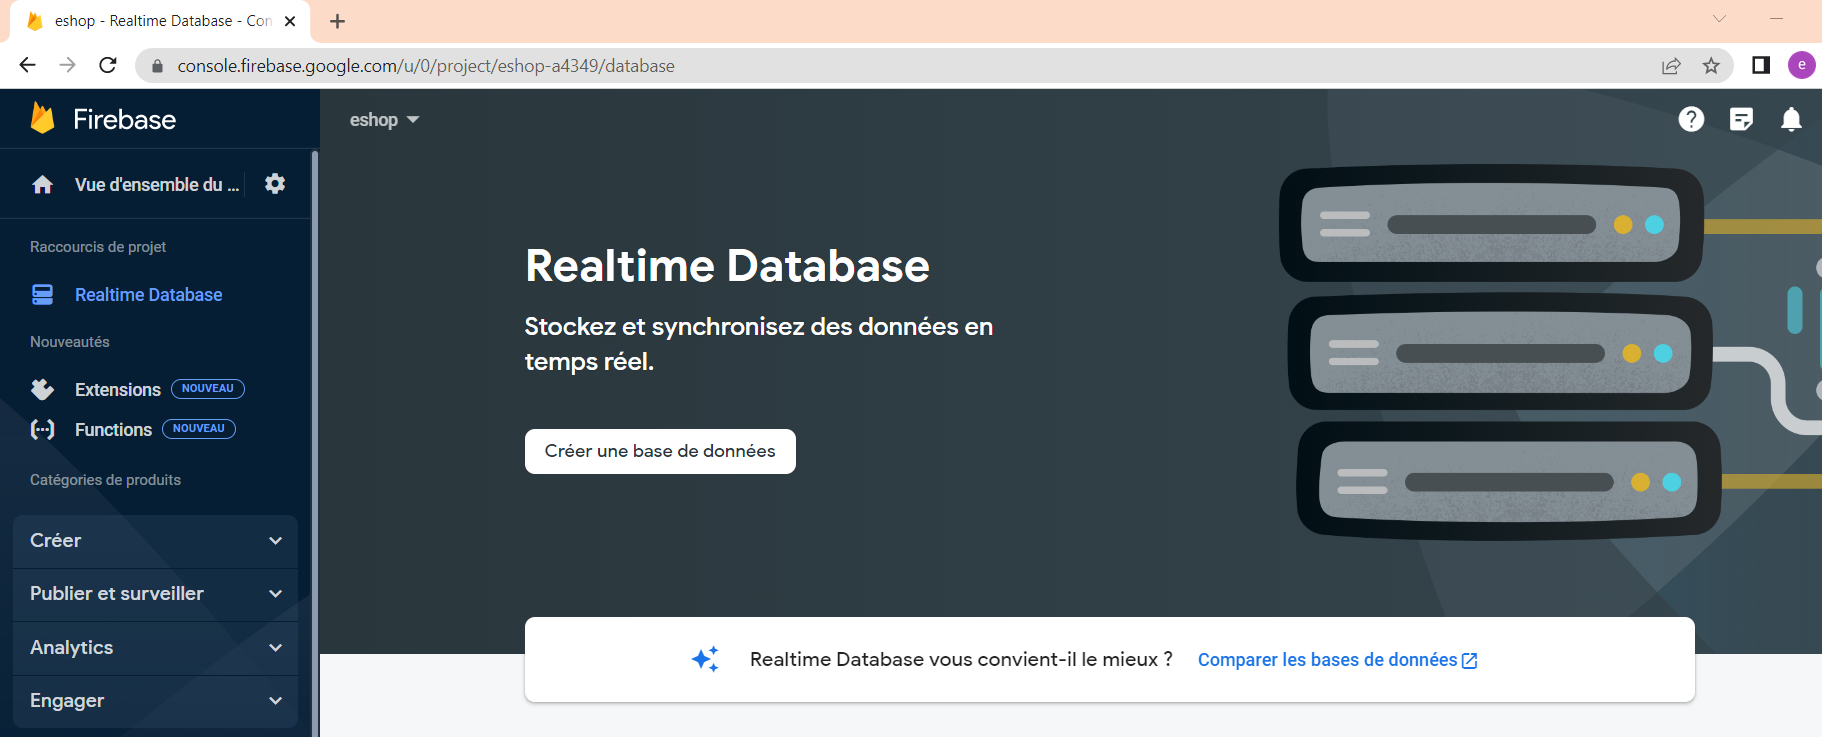 eshop - Realtime Database - Con
console.firebase.google.com/u/0/project/eshop-a4349/database
e
Firebase
eshop
Vue d'ensemble du ...
Raccourcis de projet
Realtime Database
Nouveautés
Extensions NOUVEAU
Functions NOUVEAU
Catégories de produits
Créer
Publier et surveiller
Analytics
Engager
Realtime Database
Stockez et synchronisez des données en
temps réel.
Créer une base de données
Realtime Database vous convient-il le mieux ? Comparer les bases de données